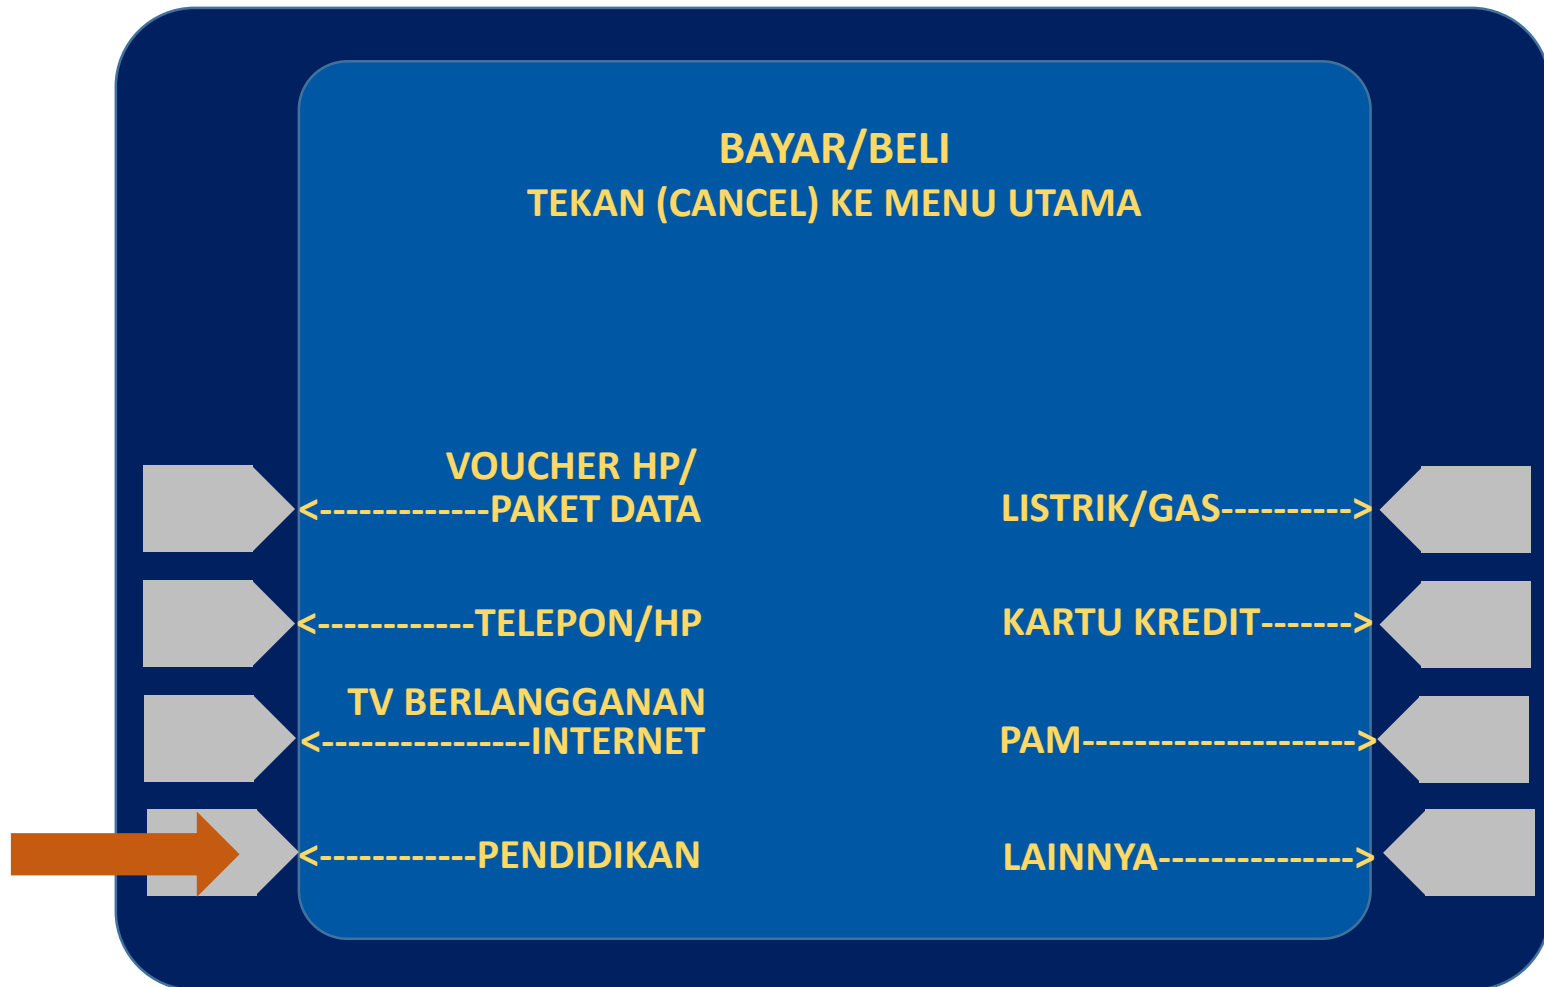 BAYAR/BELI
TEKAN (CANCEL) KE MENU UTAMA
VOUCHER HP/
<-------------PAKET DATA
LISTRIK/GAS---------->
<------------TELEPON/HP
KARTU KREDIT------->
TV BERLANGGANAN
<----------------INTERNET
PAM--------------------->
<------------PENDIDIKAN
LAINNYA--------------->